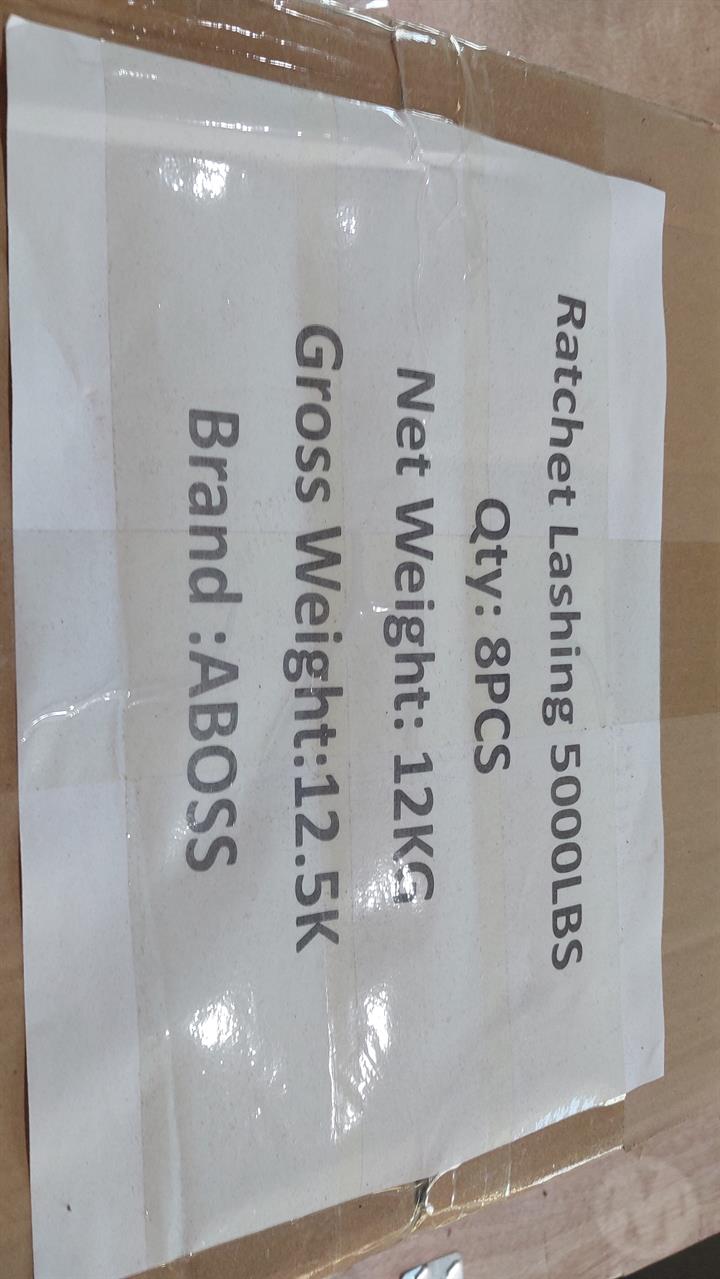 Ratchet Lashing 5000LBS
Qty: 8PCS
Net Weight: 12KG
Gross Weight:12.5K
Brand :ABOSS